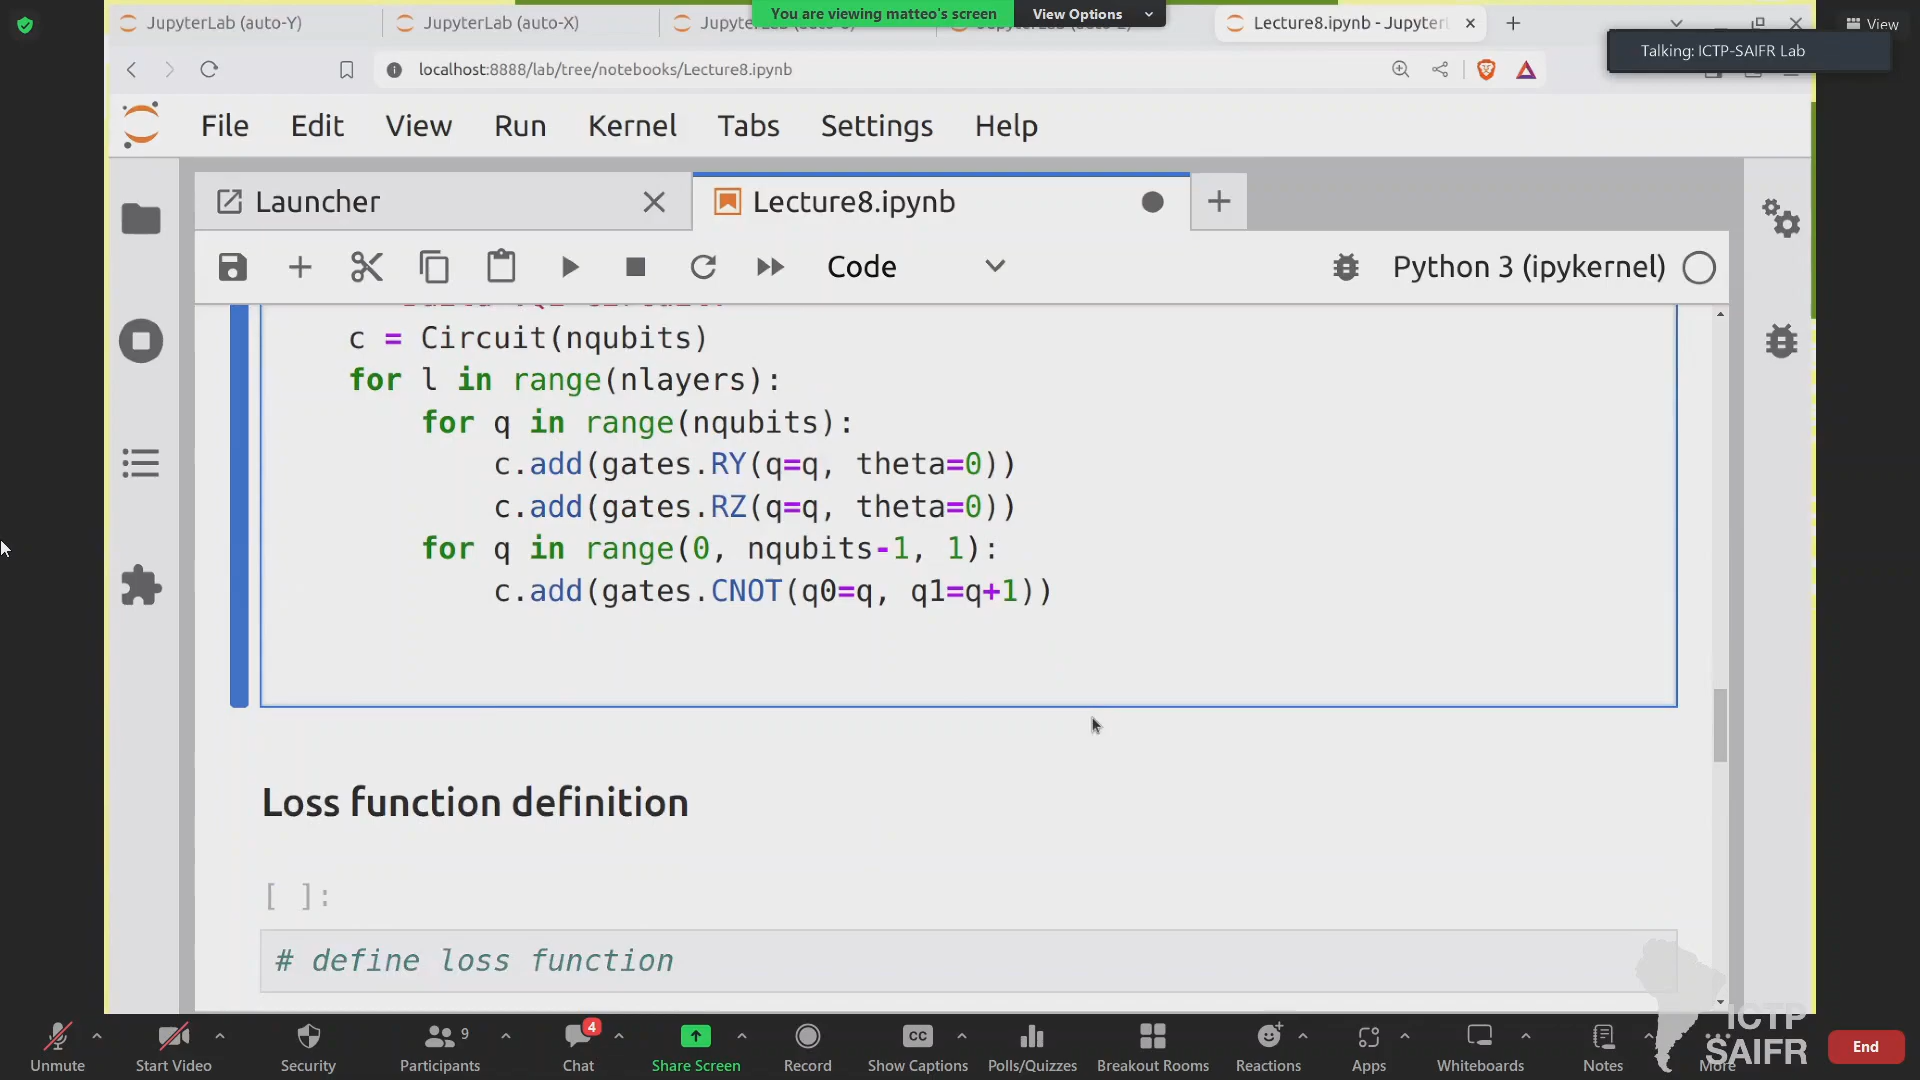 JupyterLab (auto-Y)
JupyterLab (auto-X)
You are viewing matteo's screen
View Options
Lecture8.ipynb - Jupyter
View
Talking: ICTP-SAIFR Lab
localhost:8888/lab/tree/notebooks/Lecture8.ipynb
File Edit View Run Kernel Tabs Settings Help
Launcher
Lecture8.ipynb
Code
Python 3 (ipykernel)
c = Circuit(nqubits)
for l in range(nlayers):
for q in range(nqubits):
c.add(gates.RY(q=q, theta=0))
c.add(gates.RZ(q=q, theta=0))
for q in range(0, nqubits-1, 1):
c.add(gates.CNOT(q0=q, q1=q+1))
Loss function definition
[ ]:
# define loss function
ICTP
SAIFR
9
4
CC
Unmute
Start Video
Security
Participants
Chat
Share Screen
Record
Show Captions
Polls/Quizzes
Breakout Rooms
Reactions
Apps
Whiteboards
Notes
More
End